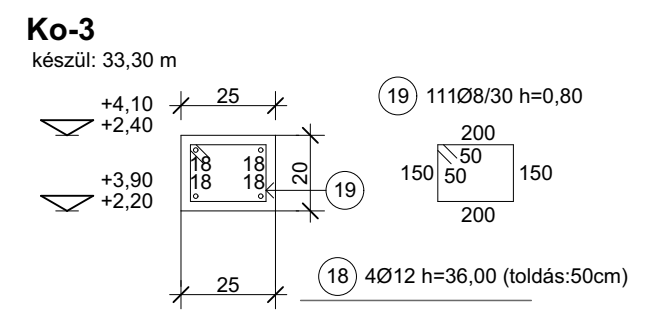 Ko-3
készül: 33,30 m
+4,10
+2,40
25
19 111Ø8/30 h=0,80
200
18 18
18 18
20
50
150 50 150
+3,90
+2,20
19
200
25
18 4Ø12 h=36,00 (toldás:50cm)